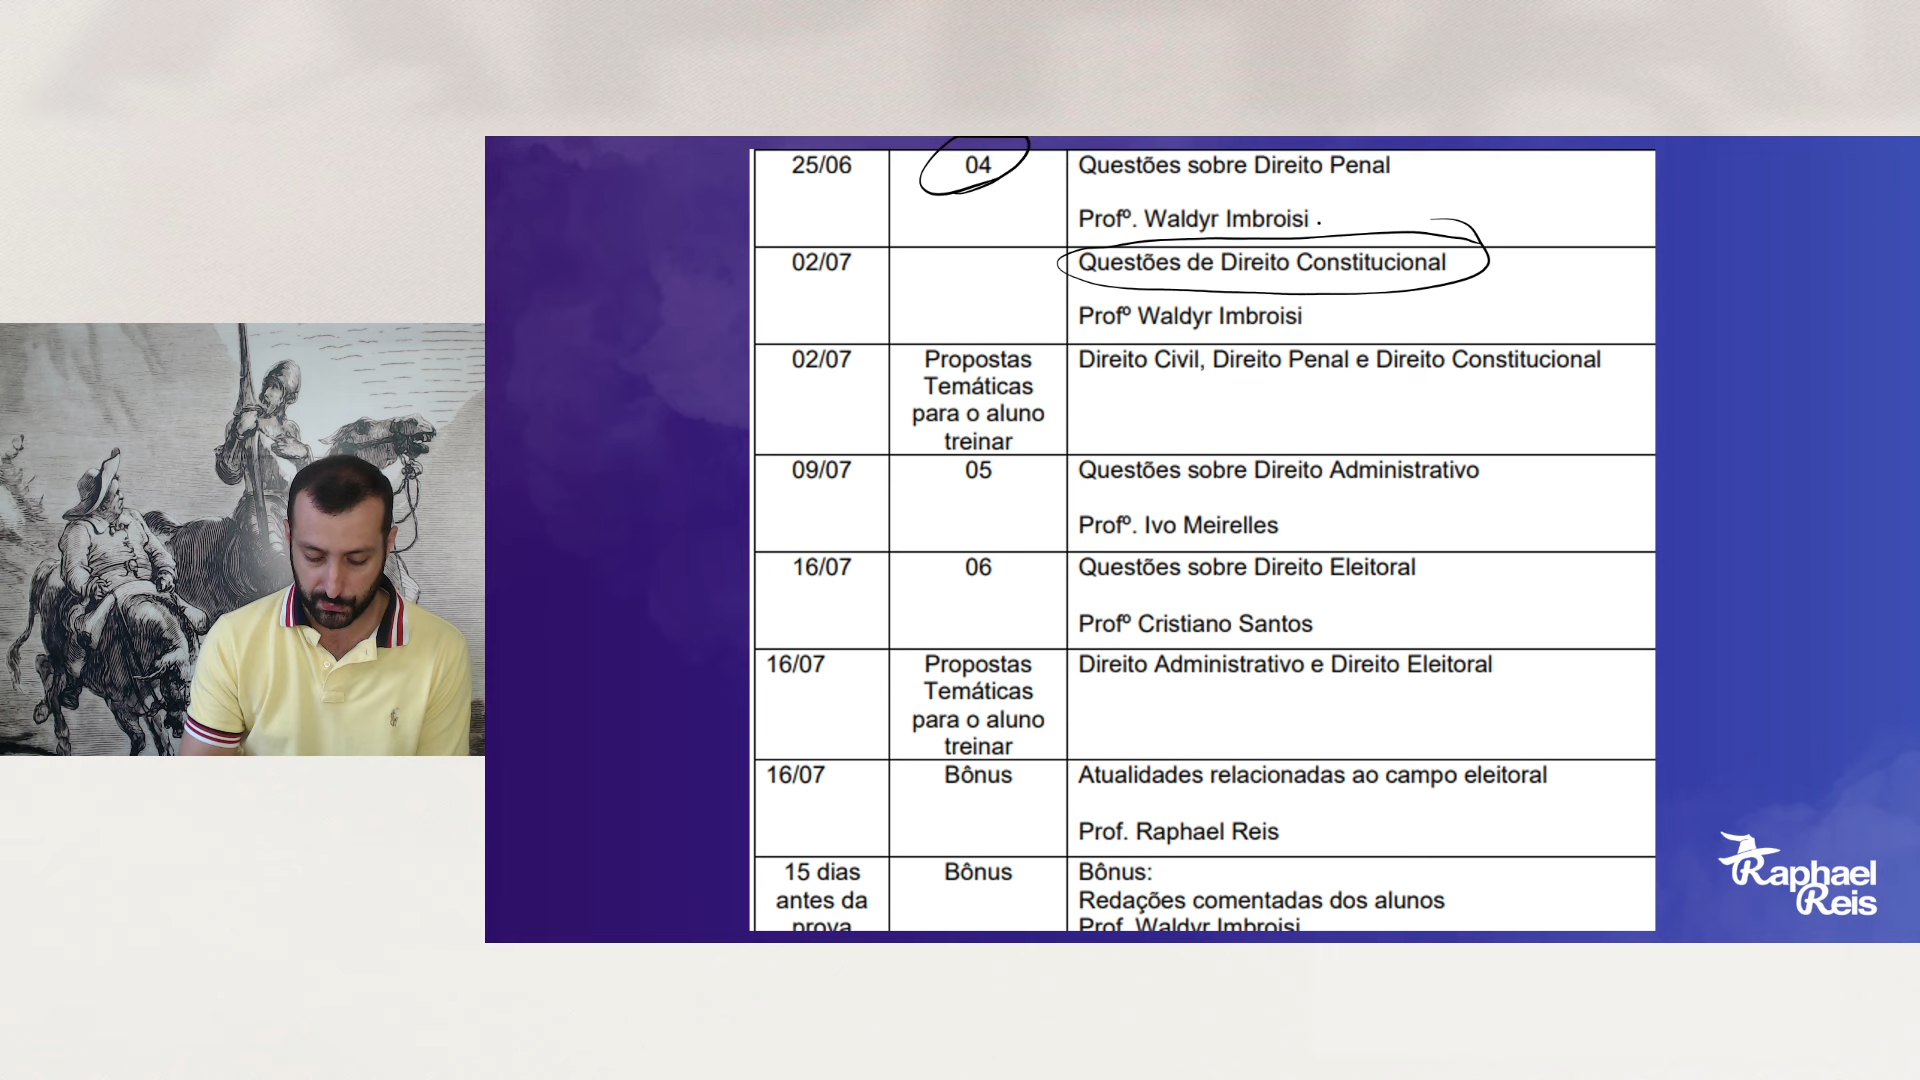 25/06 04 Questões sobre Direito Penal
Profº. Waldyr Imbroisi
02/07 Questões de Direito Constitucional
Profº Waldyr Imbroisi
02/07 Propostas Direito Civil, Direito Penal e Direito Constitucional
Temáticas
para o aluno
treinar
09/07 05 Questões sobre Direito Administrativo
Profº. Ivo Meirelles
16/07 06 Questões sobre Direito Eleitoral
Profº Cristiano Santos
16/07 Propostas Direito Administrativo e Direito Eleitoral
Temáticas
para o aluno
treinar
16/07 Bônus Atualidades relacionadas ao campo eleitoral
Prof. Raphael Reis
15 dias Bônus Bônus:
antes da Redações comentadas dos alunos
prova Prof. Waldyr Imbroisi
Raphael
Reis